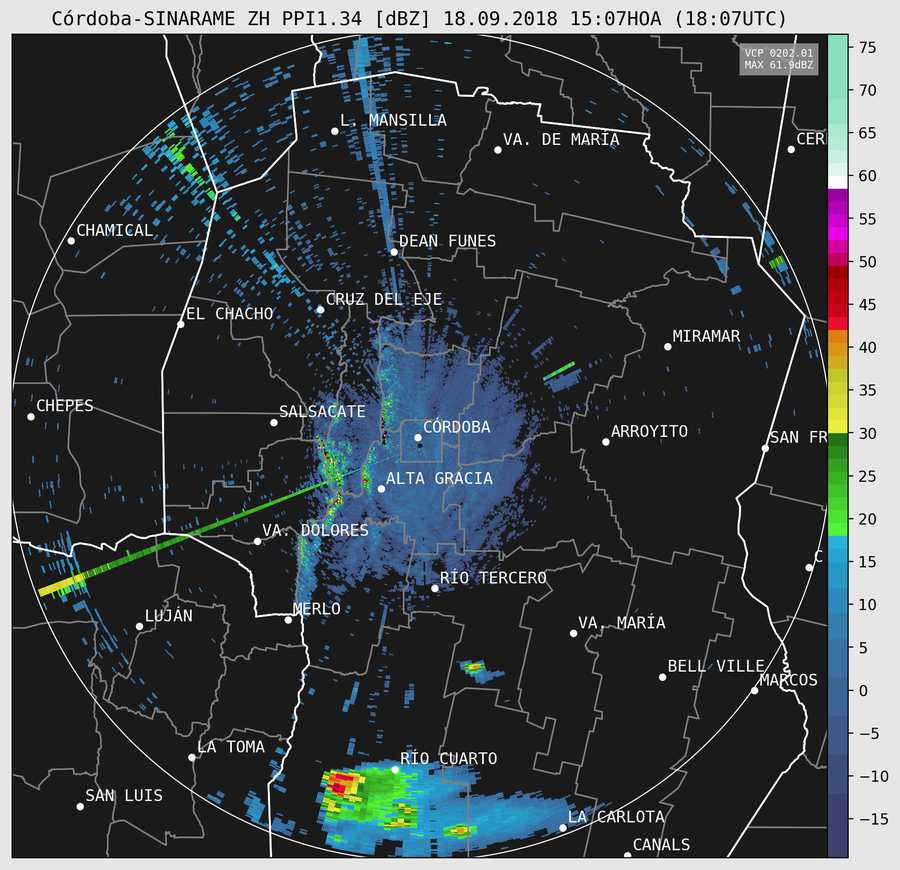 Córdoba-SINARAME ZH PPI1.34 [dBZ] 18.09.2018 15:07HOA (18:07UTC)
VCP 0202.01
MAX 61.9dBZ
75
70
65
60
55
50
45
40
35
30
25
20
15
10
5
0
−5
−10
−15
L. MANSILLA
VA. DE MARÍA
CER
CHAMICAL
DEAN FUNES
CRUZ DEL EJE
EL CHACHO
MIRAMAR
CHEPES
SALSACATE
CÓRDOBA
ARROYITO
SAN FR
ALTA GRACIA
VA. DOLORES
C
RÍO TERCERO
MERLO
LUJÁN
VA. MARÍA
BELL VILLE
MARCOS
LA TOMA
RÍO CUARTO
SAN LUIS
LA CARLOTA
CANALS